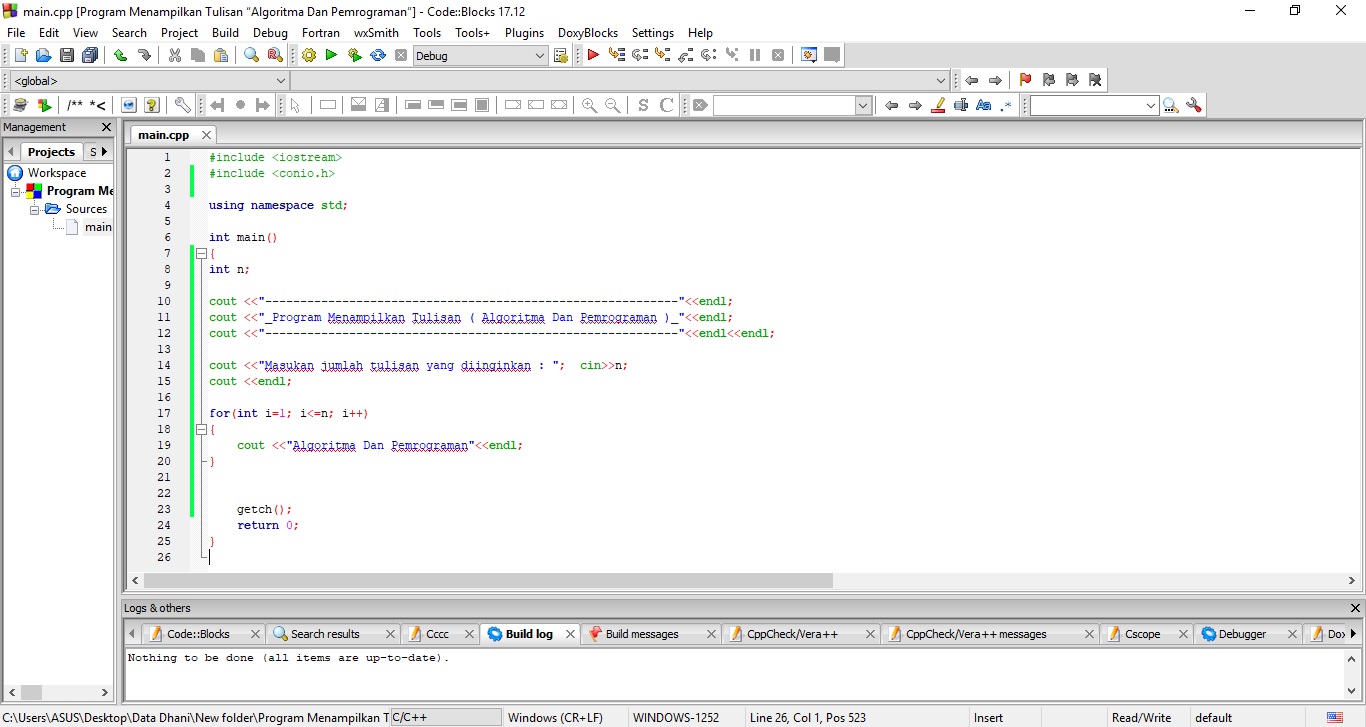 main.cpp [Program Menampilkan Tulisan "Algoritma Dan Pemrograman"] - Code::Blocks 17.12
File Edit View Search Project Build Debug Fortran wxSmith Tools Tools+ Plugins DoxyBlocks Settings Help
Debug
<global>
/** *<
S C Aa .*
Management
main.cpp
Projects S
Workspace
Program Me
Sources
main
1 #include <iostream>
2 #include <conio.h>
3
4 using namespace std;
5
6 int main()
7 {
8 int n;
9
10 cout <<"-----------------------------------------------------------"<<endl;
11 cout <<"_Program Menampilkan Tulisan ( Algoritma Dan Pemrograman )_"<<endl;
12 cout <<"-----------------------------------------------------------"<<endl<<endl;
13
14 cout <<"Masukan jumlah tulisan yang diinginkan : ";  cin>>n;
15 cout <<endl;
16
17 for(int i=1; i<=n; i++)
18 {
19     cout <<"Algoritma Dan Pemrograman"<<endl;
20 }
21
22
23     getch();
24     return 0;
25 }
26
Logs & others
Code::Blocks Search results Cccc Build log Build messages CppCheck/Vera++ CppCheck/Vera++ messages Cscope Debugger Dox
Nothing to be done (all items are up-to-date).
C:\Users\ASUS\Desktop\Data Dhani\New folder\Program Menampilkan T C/C++ Windows (CR+LF) WINDOWS-1252 Line 26, Col 1, Pos 523 Insert Read/Write default